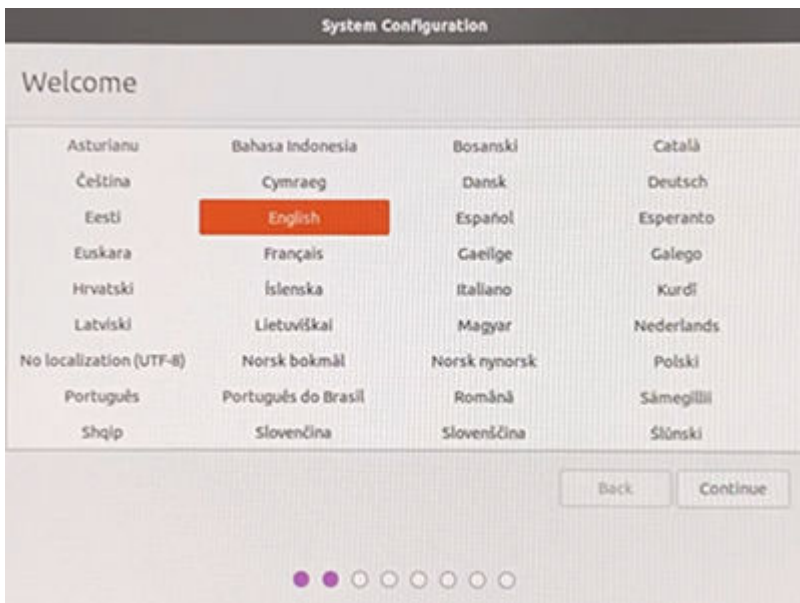 System Configuration
Welcome
Asturianu Bahasa Indonesia Bosanski Català
Čeština Cymraeg Dansk Deutsch
Eesti English Español Esperanto
Euskara Français Gaeilge Galego
Hrvatski Íslenska Italiano Kurdî
Latviski Lietuviškai Magyar Nederlands
No localization (UTF-8) Norsk bokmål Norsk nynorsk Polski
Português Português do Brasil Română Sámegillii
Shqip Slovenčina Slovenščina Ślůnski
Back Continue